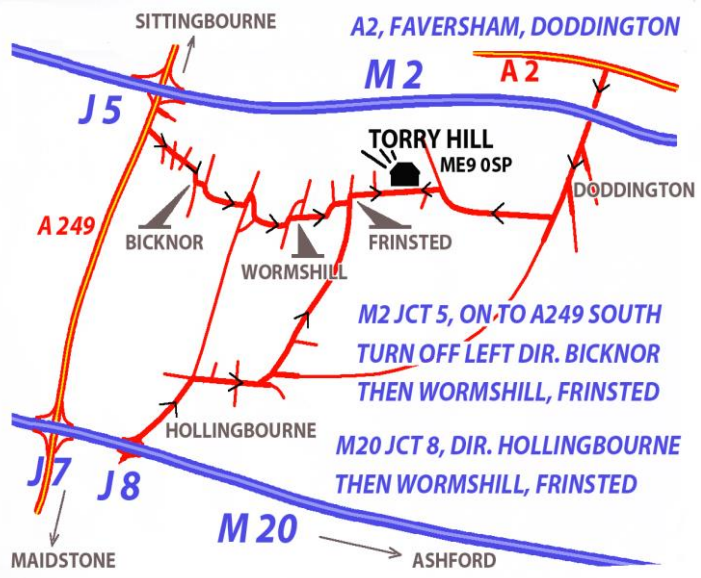 SITTINGBOURNE
A2, FAVERSHAM, DODDINGTON
A 2
M 2
J 5
TORRY HILL
ME9 0SP
DODDINGTON
A 249
BICKNOR
FRINSTED
WORMSHILL
M2 JCT 5, ON TO A249 SOUTH
TURN OFF LEFT DIR. BICKNOR
THEN WORMSHILL, FRINSTED
HOLLINGBOURNE
M20 JCT 8, DIR. HOLLINGBOURNE
THEN WORMSHILL, FRINSTED
J7
J 8
M 20
MAIDSTONE
ASHFORD